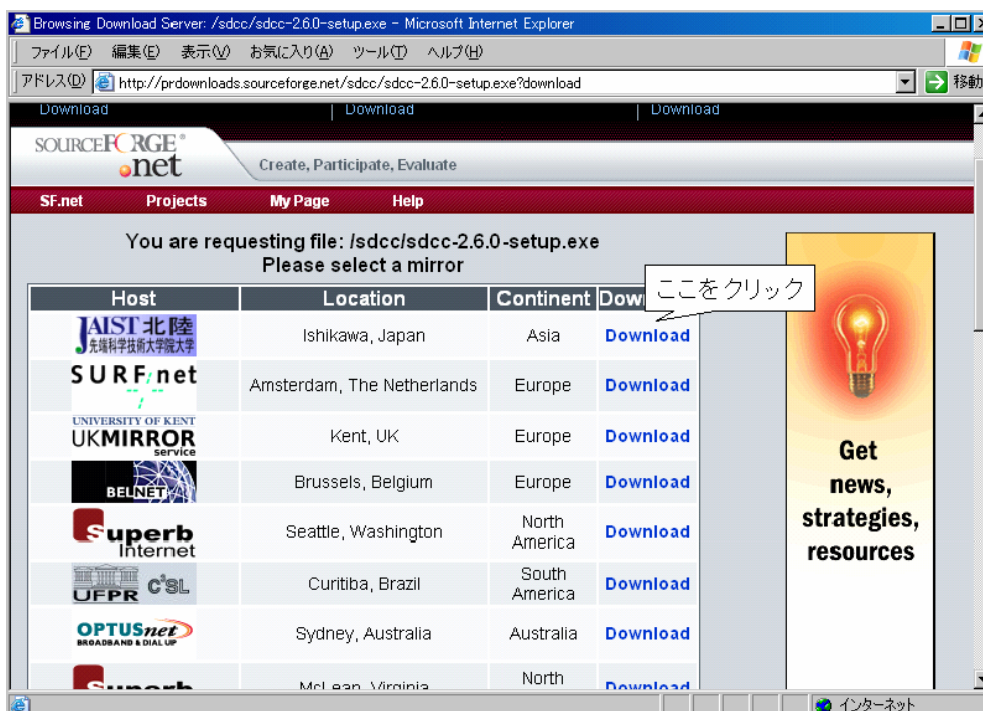 Browsing Download Server: /sdcc/sdcc-2.6.0-setup.exe - Microsoft Internet Explorer
ファイル(F) 編集(E) 表示(V) お気に入り(A) ツール(T) ヘルプ(H)
アドレス(D) http://prdownloads.sourceforge.net/sdcc/sdcc-2.6.0-setup.exe?download 移動
Download Download Download
SOURCEFORGE
.net
Create, Participate, Evaluate
SF.net Projects My Page Help
You are requesting file: /sdcc/sdcc-2.6.0-setup.exe
Please select a mirror
ここをクリック
Host Location Continent Dow
JAIST 北陸
先端科学技術大学院大学
Ishikawa, Japan Asia Download
SURFnet
Amsterdam, The Netherlands Europe Download
UNIVERSITY OF KENT
UKMIRROR
service
Kent, UK Europe Download
BELNET
Brussels, Belgium Europe Download
Superb
Internet
Seattle, Washington North America Download
UFPR C3SL
Curitiba, Brazil South America Download
OPTUSnet
BROADBAND & DIAL UP
Sydney, Australia Australia Download
Superb
McLean, Virginia North Download
Get
news,
strategies,
resources
インターネット